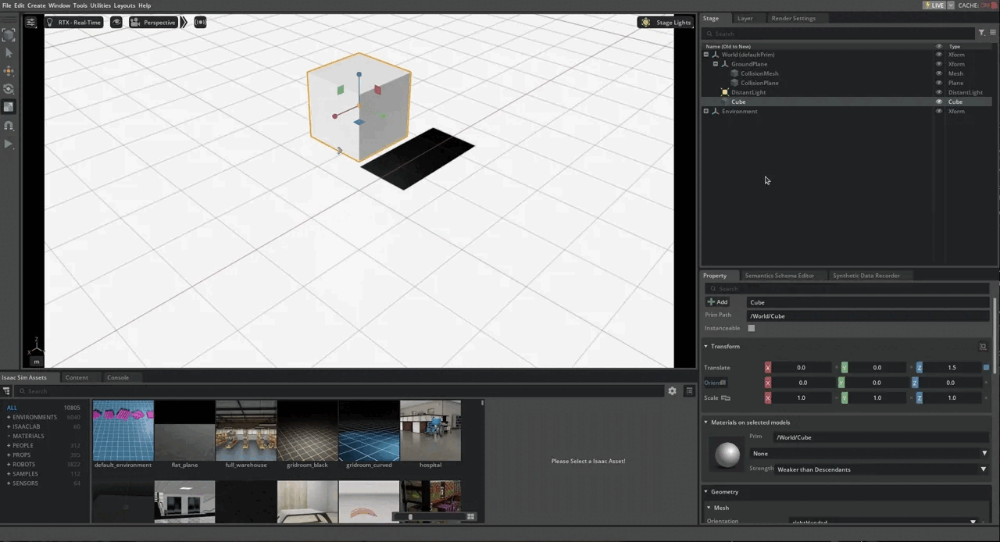 File Edit Create Window Tools Utilities Layouts Help
LIVE CACHE:
RTX - Real-Time
Perspective
Stage Lights
Z
X
m
Stage Layer Render Settings
Search
Name (Old to New) Type
World (defaultPrim) Xform
GroundPlane Xform
CollisionMesh Mesh
CollisionPlane Plane
DistantLight DistantLight
Cube Cube
Environment Xform
Property Semantics Schema Editor Synthetic Data Recorder
Search
Add Cube
Prim Path /World/Cube
Instanceable
Transform
Translate X 0.0 Y 0.0 Z 1.5
Orient X 0.0 Y 0.0 Z 0.0
Scale X 1.0 Y 1.0 Z 1.0
Materials on selected models
Prim /World/Cube
None
Strength Weaker than Descendants
Geometry
Mesh
Orientation rightHanded
Isaac Sim Assets Content Console
Search
ALL 10805
ENVIRONMENTS 6040
ISAACLAB 60
MATERIALS
PEOPLE 312
PROPS 395
ROBOTS 3822
SAMPLES 112
SENSORS 64
default_environment flat_plane full_warehouse gridroom_black gridroom_curved hospital
Please Select a Isaac Asset!